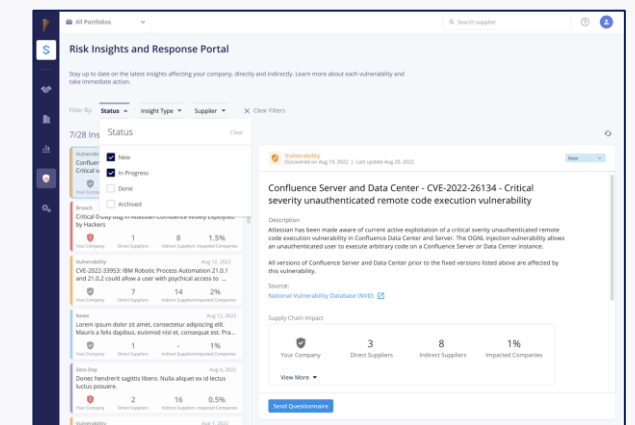 All Portfolios
Search supplier
Risk Insights and Response Portal
Stay up to date on the latest insights affecting your company, directly and indirectly. Learn more about each vulnerability and
take immediate action.
Filter By: Status Insight Type Supplier Clear Filters
7/28 Ins
Status Clear
New
In Progress
Done
Archived
Vulnerabili
Confluen
Critical s
Your Comp
Breach
Critical 0-day bug in Atlassian Confluence widely exploited
by Hackers
1 8 1.5%
Your Company Direct Suppliers Indirect Suppliers Impacted Companies
Vulnerability Aug 12, 2022
CVE-2022-33953: IBM Robotic Process Automation 21.0.1
and 21.0.2 could allow a user with psychical access to ...
7 14 2%
Your Company Direct Suppliers Indirect Suppliers Impacted Companies
News Aug 9, 2022
Lorem ipsum dolor sit amet, consectetur adipiscing elit.
Mauris a felis dapibus, euismod nisl et, consequat est. Pra...
1 - 1%
Your Company Direct Suppliers Indirect Suppliers Impacted Companies
Zero Day Aug 4, 2022
Donec hendrerit sagittis libero. Nulla aliquet ex id lectus
luctus posuere.
2 16 0.5%
Your Company Direct Suppliers Indirect Suppliers Impacted Companies
Vulnerability Aug 1, 2022
Vulnerability
Discovered on Aug 19, 2022 | Last update Aug 20, 2022
New
Confluence Server and Data Center - CVE-2022-26134 - Critical
severity unauthenticated remote code execution vulnerability
Description
Atlassian has been made aware of current active exploitation of a critical sverity unauthenticated remote
code execution vulnerability in Confluence Data Center and Server. The OGNL injection vulnerability allows
an unauthenticated user to execute arbitrary code on a Confluence Server or Data Center instance.
All versions of Confluence Server and Data Center prior to the fixed versions listed above are affected by
this vulnerability.
Source:
National Vulnerability Database (NVD)
Supply Chain Impact
3 8 1%
Your Company Direct Suppliers Indirect Suppliers Impacted Companies
View More
Send Questionnaire